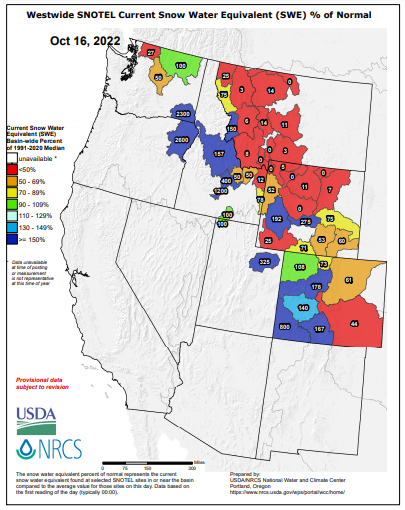 Westwide SNOTEL Current Snow Water Equivalent (SWE) % of Normal
Oct 16, 2022
Current Snow Water
Equivalent (SWE)
Basin-wide Percent
of 1991-2020 Median
unavailable *
<50%
50 - 69%
70 - 89%
90 - 109%
110 - 129%
130 - 149%
>= 150%
* Data unavailable
at time of posting
or measurement
is not representative
at this time of year
27
100
50
25
75
3
14
0
2300
2600
150
6
14
11
157
8
0
3
400
50
50
12
0
5
1200
52
78
11
7
0
100
100
192
275
75
25
71
53
60
325
108
73
61
178
140
800
167
44
Provisional data
subject to revision
USDA
NRCS
Miles
0 75 150 300
The snow water equivalent percent of normal represents the current
snow water equivalent found at selected SNOTEL sites in or near the basin
compared to the average value for those sites on this day. Data based on
the first reading of the day (typically 00:00).
Prepared by:
USDA/NRCS National Water and Climate Center
Portland, Oregon
https://www.nrcs.usda.gov/wps/portal/wcc/home/